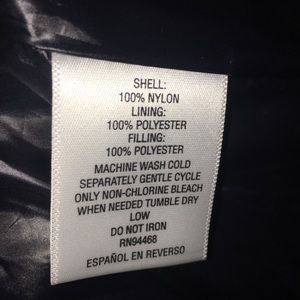 SHELL:
100% NYLON
LINING:
100% POLYESTER
FILLING:
100% POLYESTER
MACHINE WASH COLD
SEPARATELY GENTLE CYCLE
ONLY NON-CHLORINE BLEACH
WHEN NEEDED TUMBLE DRY
LOW
DO NOT IRON
RN94468
ESPAÑOL EN REVERSO